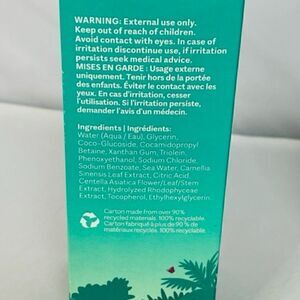 WARNING: External use only.
Keep out of reach of children.
Avoid contact with eyes. In case of
irritation discontinue use, if irritation
persists seek medical advice.
MISES EN GARDE : Usage externe
uniquement. Tenir hors de la portée
des enfants. Éviter le contact avec les
yeux. En cas d'irritation, cesser
l'utilisation. Si l'irritation persiste,
demander l'avis d'un médecin.
Ingredients | Ingrédients:
Water (Aqua / Eau), Glycerin,
Coco-Glucoside, Cocamidopropyl
Betaine, Xanthan Gum, Triolein,
Phenoxyethanol, Sodium Chloride,
Sodium Benzoate, Sea Water, Camellia
Sinensis Leaf Extract, Citric Acid,
Centella Asiatica Flower/Leaf/Stem
Extract, Hydrolyzed Rhodophyceae
Extract, Tocopherol, Ethylhexylglycerin.
Carton made from over 90%
recycled materials. 100% recyclable.
Carton fabriqué à plus de 90 % de
matériaux recyclés. 100% recyclable.